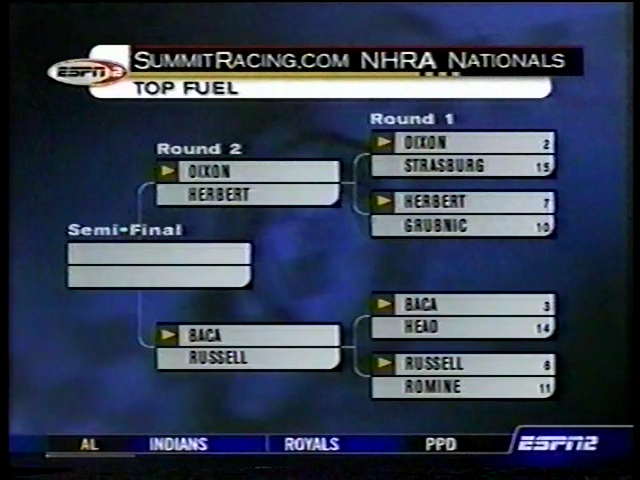 ESPN2 SUMMITRACING.COM NHRA NATIONALS
TOP FUEL
Round 1
DIXON 2
STRASBURG 15
HERBERT 7
GRUBNIC 10
Round 2
DIXON
HERBERT
Semi•Final
BACA 3
HEAD 14
RUSSELL 6
ROMINE 11
BACA
RUSSELL
AL INDIANS ROYALS PPD ESPN2